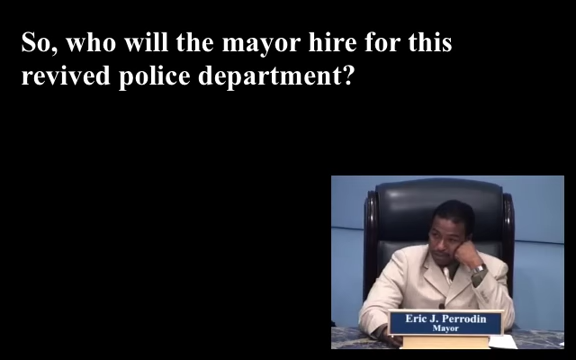 So, who will the mayor hire for this
revived police department?
Eric J. Perrodin
Mayor